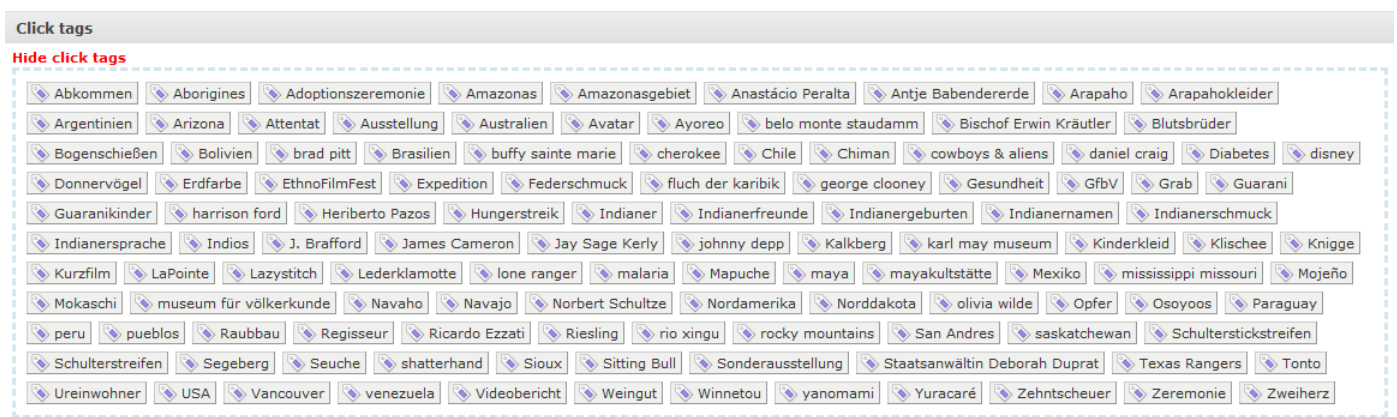 Click tags
Hide click tags
Abkommen Aborigines Adoptionszeremonie Amazonas Amazonasgebiet Anastácio Peralta Antje Babendererde Arapaho Arapahokleider
Argentinien Arizona Attentat Ausstellung Australien Avatar Ayoreo belo monte staudamm Bischof Erwin Kräutler Blutsbrüder
Bogenschießen Bolivien brad pitt Brasilien buffy sainte marie cherokee Chile Chiman cowboys & aliens daniel craig Diabetes disney
Donnervögel Erdfarbe EthnoFilmFest Expedition Federschmuck fluch der karibik george clooney Gesundheit GfbV Grab Guarani
Guaranikinder harrison ford Heriberto Pazos Hungerstreik Indianer Indianerfreunde Indianergeburten Indianernamen Indianerschmuck
Indianersprache Indios J. Brafford James Cameron Jay Sage Kerly johnny depp Kalkberg karl may museum Kinderkleid Klischee Knigge
Kurzfilm LaPointe Lazystitch Lederklamotte lone ranger malaria Mapuche maya mayakultstätte Mexiko mississippi missouri Mojeño
Mokaschi museum für völkerkunde Navaho Navajo Norbert Schultze Nordamerika Norddakota olivia wilde Opfer Osoyoos Paraguay
peru pueblos Raubbau Regisseur Ricardo Ezzati Riesling rio xingu rocky mountains San Andres saskatchewan Schulterstickstreifen
Schulterstreifen Segeberg Seuche shatterhand Sioux Sitting Bull Sonderausstellung Staatsanwältin Deborah Duprat Texas Rangers Tonto
Ureinwohner USA Vancouver venezuela Videobericht Weingut Winnetou yanomami Yuracaré Zehntscheuer Zeremonie Zweiherz